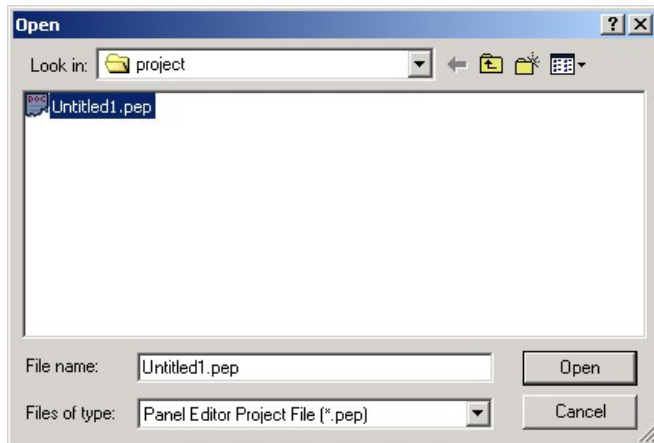 Open
Look in: project
DOC
Untitled1.pep
File name: Untitled1.pep Open
Files of type: Panel Editor Project File (*.pep) Cancel